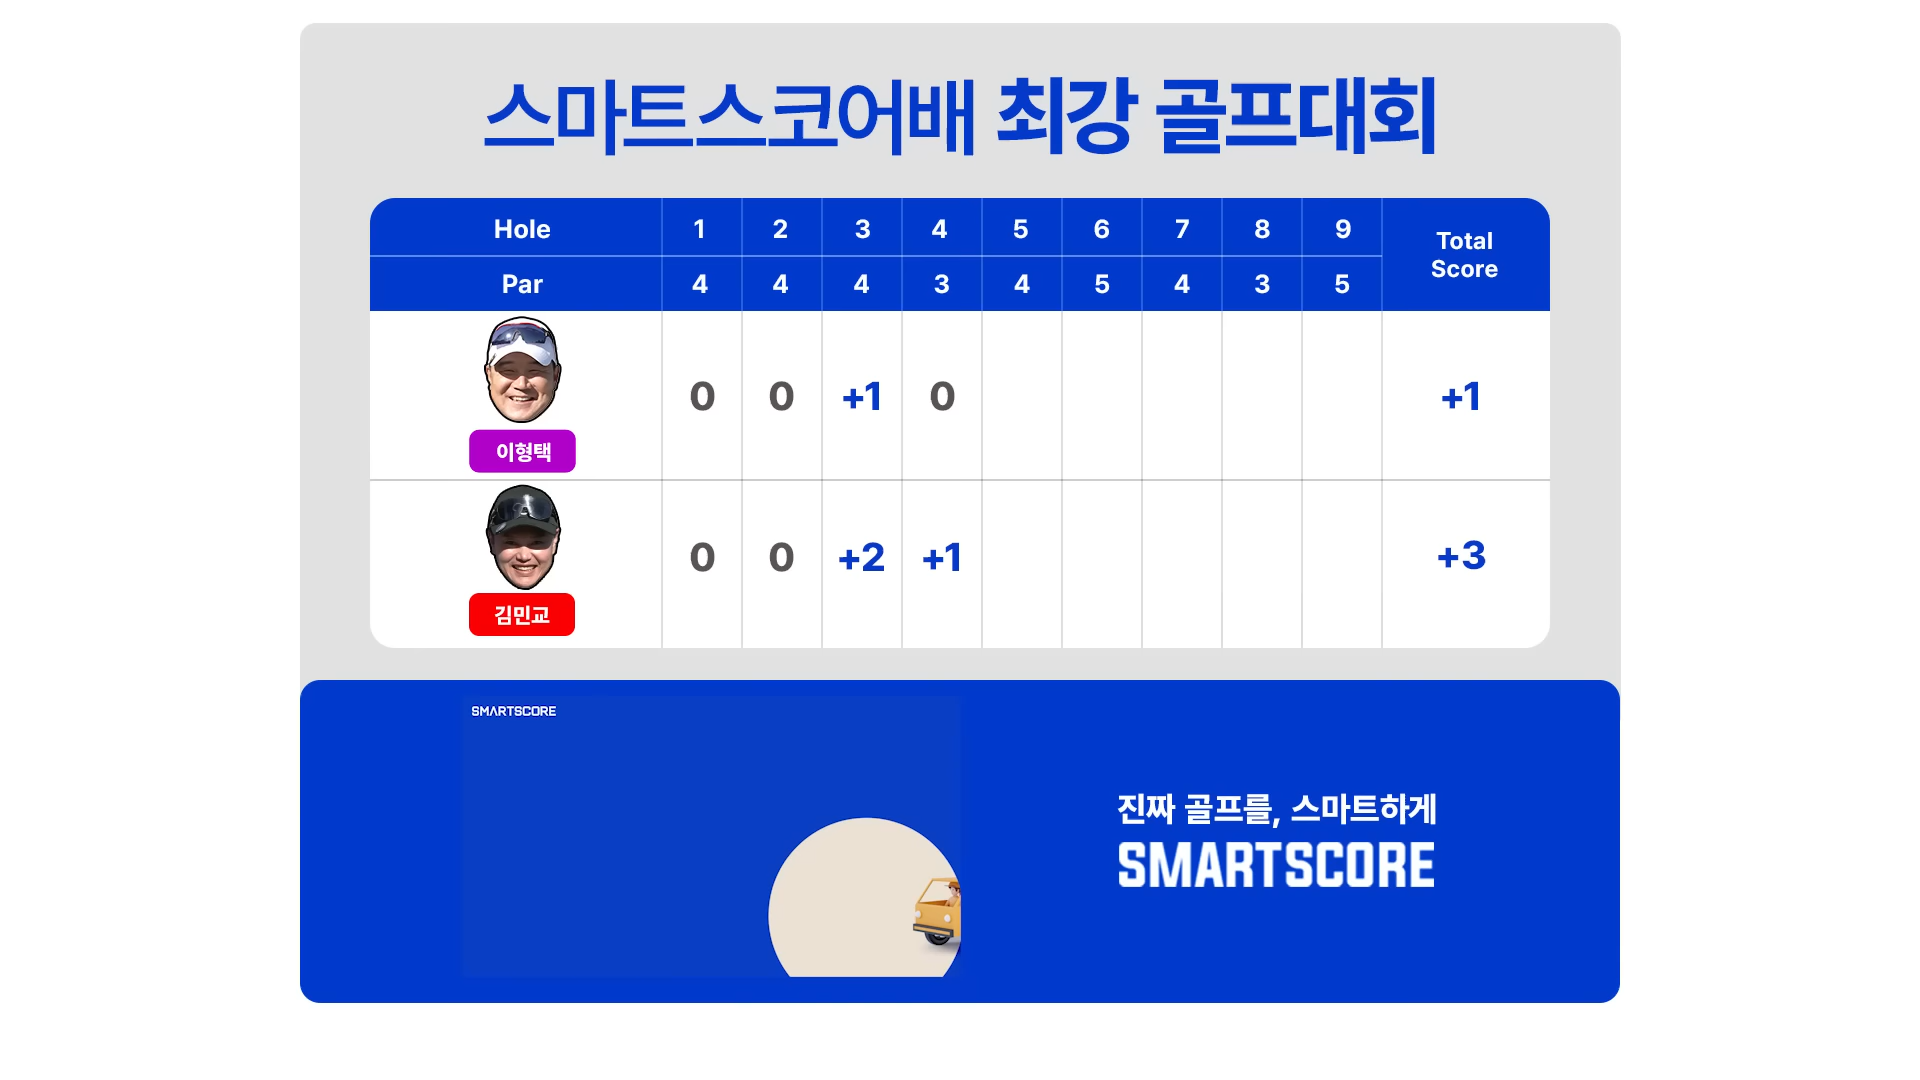 스마트스코어배 최강 골프대회
Hole 1 2 3 4 5 6 7 8 9 Total Score
Par 4 4 4 3 4 5 4 3 5
이형택 0 0 +1 0 +1
김민교 0 0 +2 +1 +3
SMARTSCORE
진짜 골프를, 스마트하게
SMARTSCORE